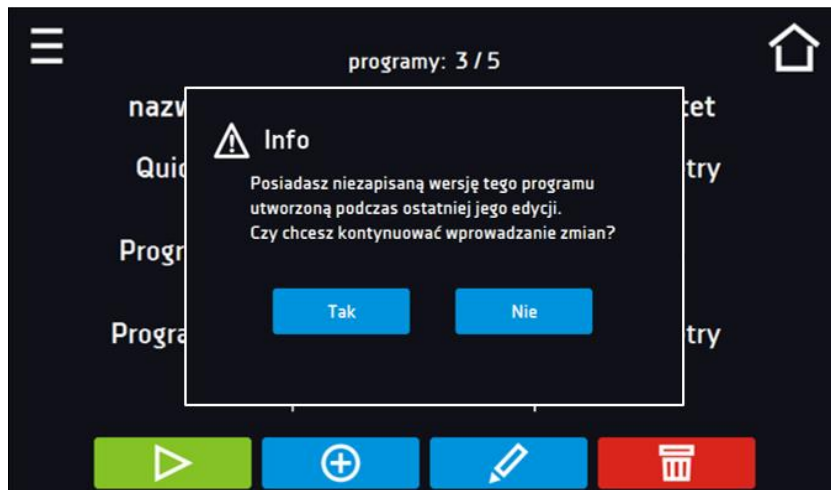 programy: 3 / 5
Info
Posiadasz niezapisaną wersję tego programu
utworzoną podczas ostatniej jego edycji.
Czy chcesz kontynuować wprowadzanie zmian?
Tak
Nie